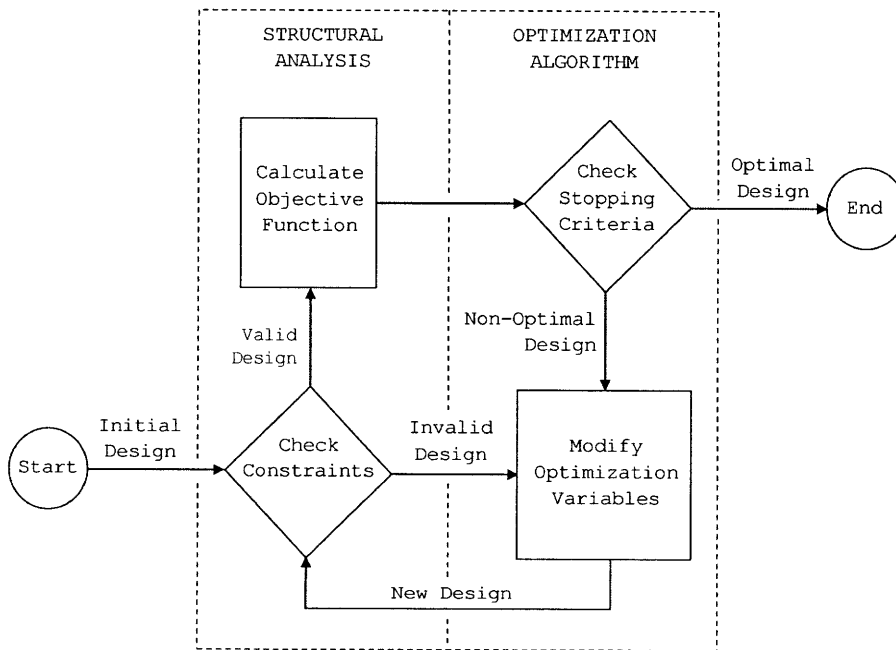 STRUCTURAL
ANALYSIS
OPTIMIZATION
ALGORITHM
Calculate
Objective
Function
Check
Stopping
Criteria
Optimal
Design
End
Valid
Design
Non-Optimal
Design
Start
Initial
Design
Check
Constraints
Invalid
Design
Modify
Optimization
Variables
New Design